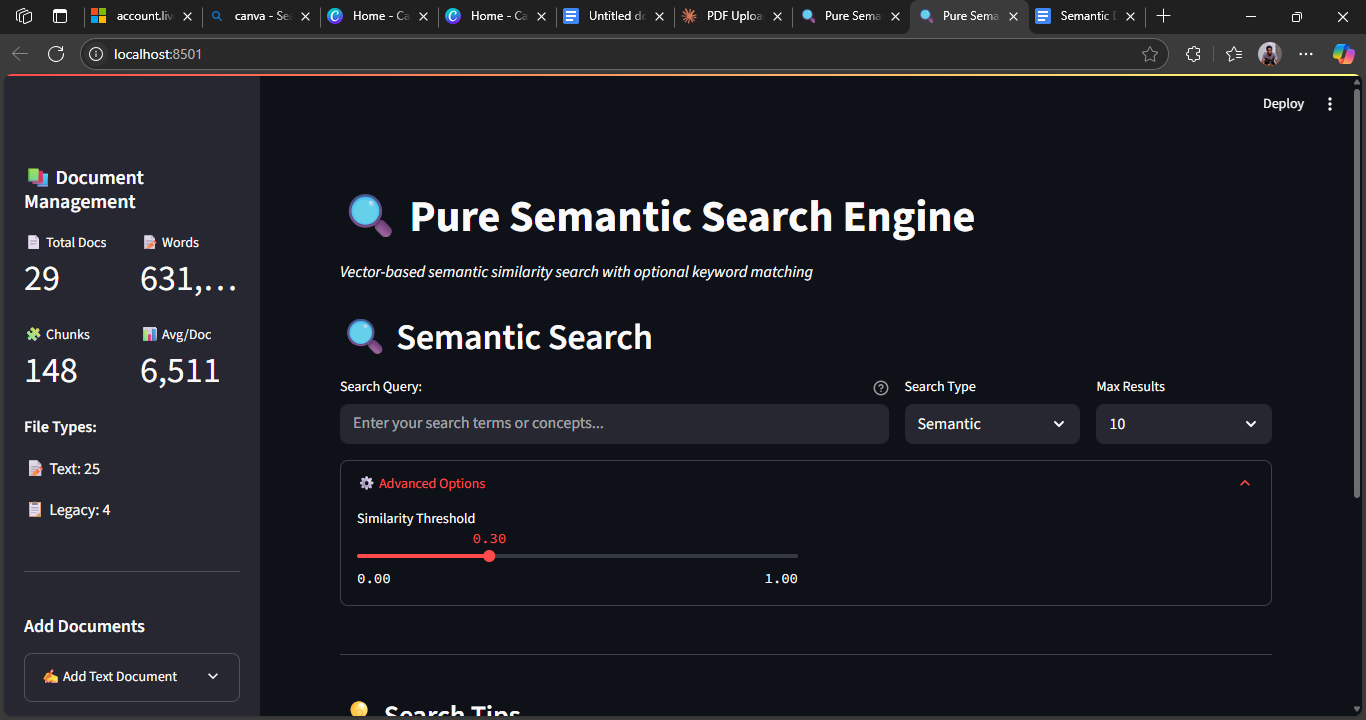 account.liv
canva - Se
Home - Ca
Home - Ca
Untitled do
PDF Uploa
Pure Sema
Pure Sema
Semantic D
localhost:8501
Deploy
Document
Management
Total Docs
Words
29
631,...
Chunks
Avg/Doc
148
6,511
File Types:
Text: 25
Legacy: 4
Add Documents
Add Text Document
Pure Semantic Search Engine
Vector-based semantic similarity search with optional keyword matching
Semantic Search
Search Query:
Search Type
Max Results
Enter your search terms or concepts...
Semantic
10
Advanced Options
Similarity Threshold
0.30
0.00
1.00
Search Tips